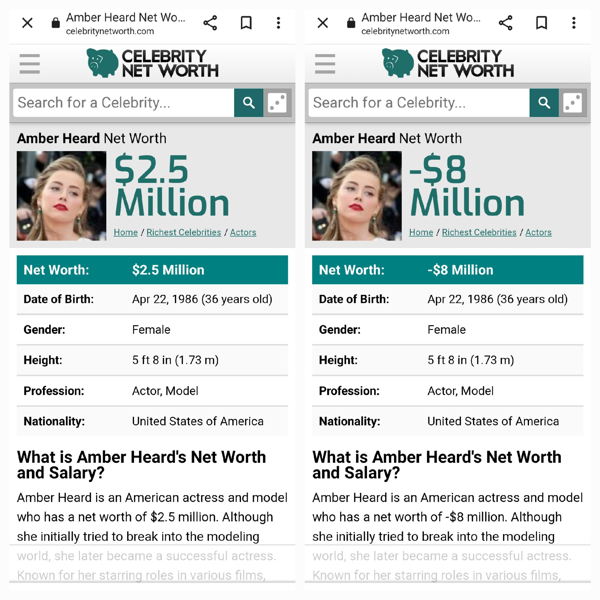 Amber Heard Net Wo...
celebritynetworth.com
CELEBRITY
NET WORTH
Search for a Celebrity...
Amber Heard Net Worth
$2.5
Million
Home / Richest Celebrities / Actors
Net Worth: $2.5 Million
Date of Birth: Apr 22, 1986 (36 years old)
Gender: Female
Height: 5 ft 8 in (1.73 m)
Profession: Actor, Model
Nationality: United States of America
What is Amber Heard's Net Worth
and Salary?
Amber Heard is an American actress and model
who has a net worth of $2.5 million. Although
she initially tried to break into the modeling
world, she later became a successful actress.
Known for her starring roles in various films,
Amber Heard Net Wo...
celebritynetworth.com
CELEBRITY
NET WORTH
Search for a Celebrity...
Amber Heard Net Worth
-$8
Million
Home / Richest Celebrities / Actors
Net Worth: -$8 Million
Date of Birth: Apr 22, 1986 (36 years old)
Gender: Female
Height: 5 ft 8 in (1.73 m)
Profession: Actor, Model
Nationality: United States of America
What is Amber Heard's Net Worth
and Salary?
Amber Heard is an American actress and model
who has a net worth of -$8 million. Although
she initially tried to break into the modeling
world, she later became a successful actress.
Known for her starring roles in various films,